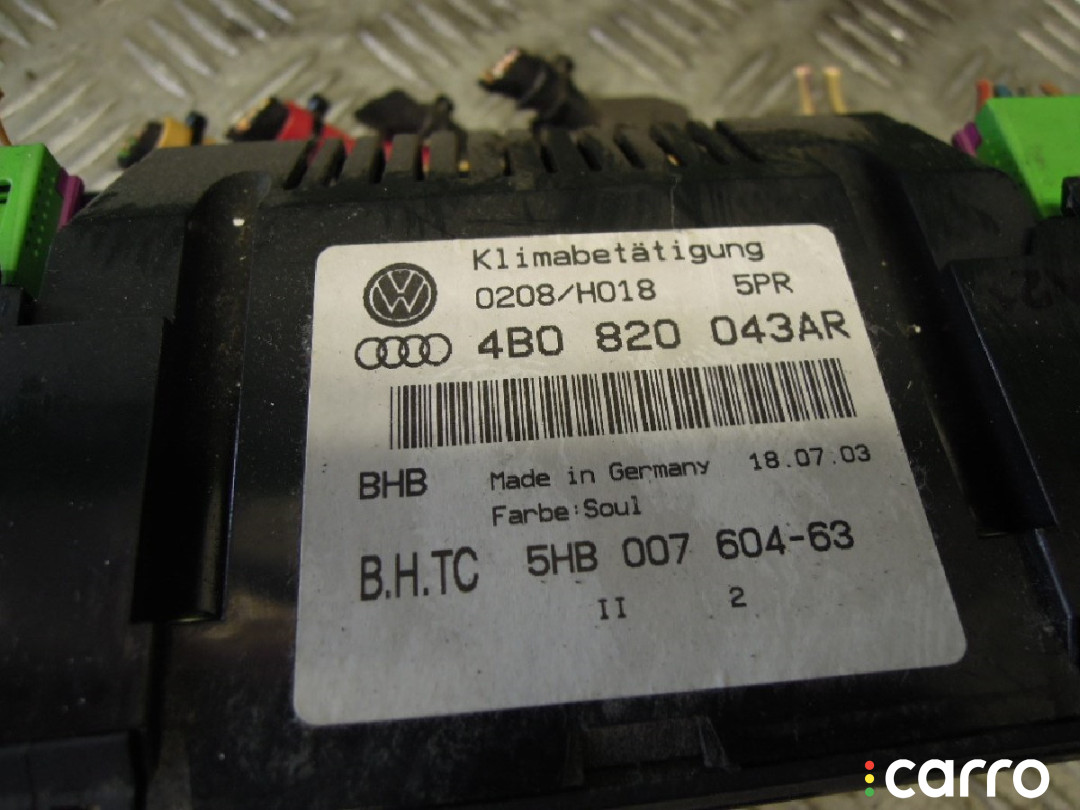 Klimabetätigung
0208/H018 5PR
4B0 820 043AR
BHB Made in Germany 18.07.03
Farbe:Soul
B.H.TC 5HB 007 604-63
II 2
carro